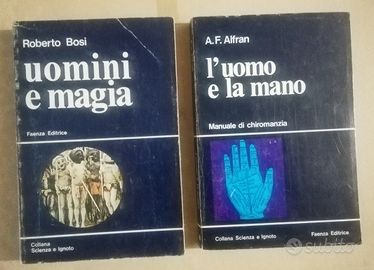 Roberto Bosi
uomini
e magia
Faenza Editrice
Collana
Scienza e Ignoto
A.F. Alfran
l'uomo
e la mano
Manuale di chiromanzia
Collana Scienza e Ignoto
Faenza Editrice
subito